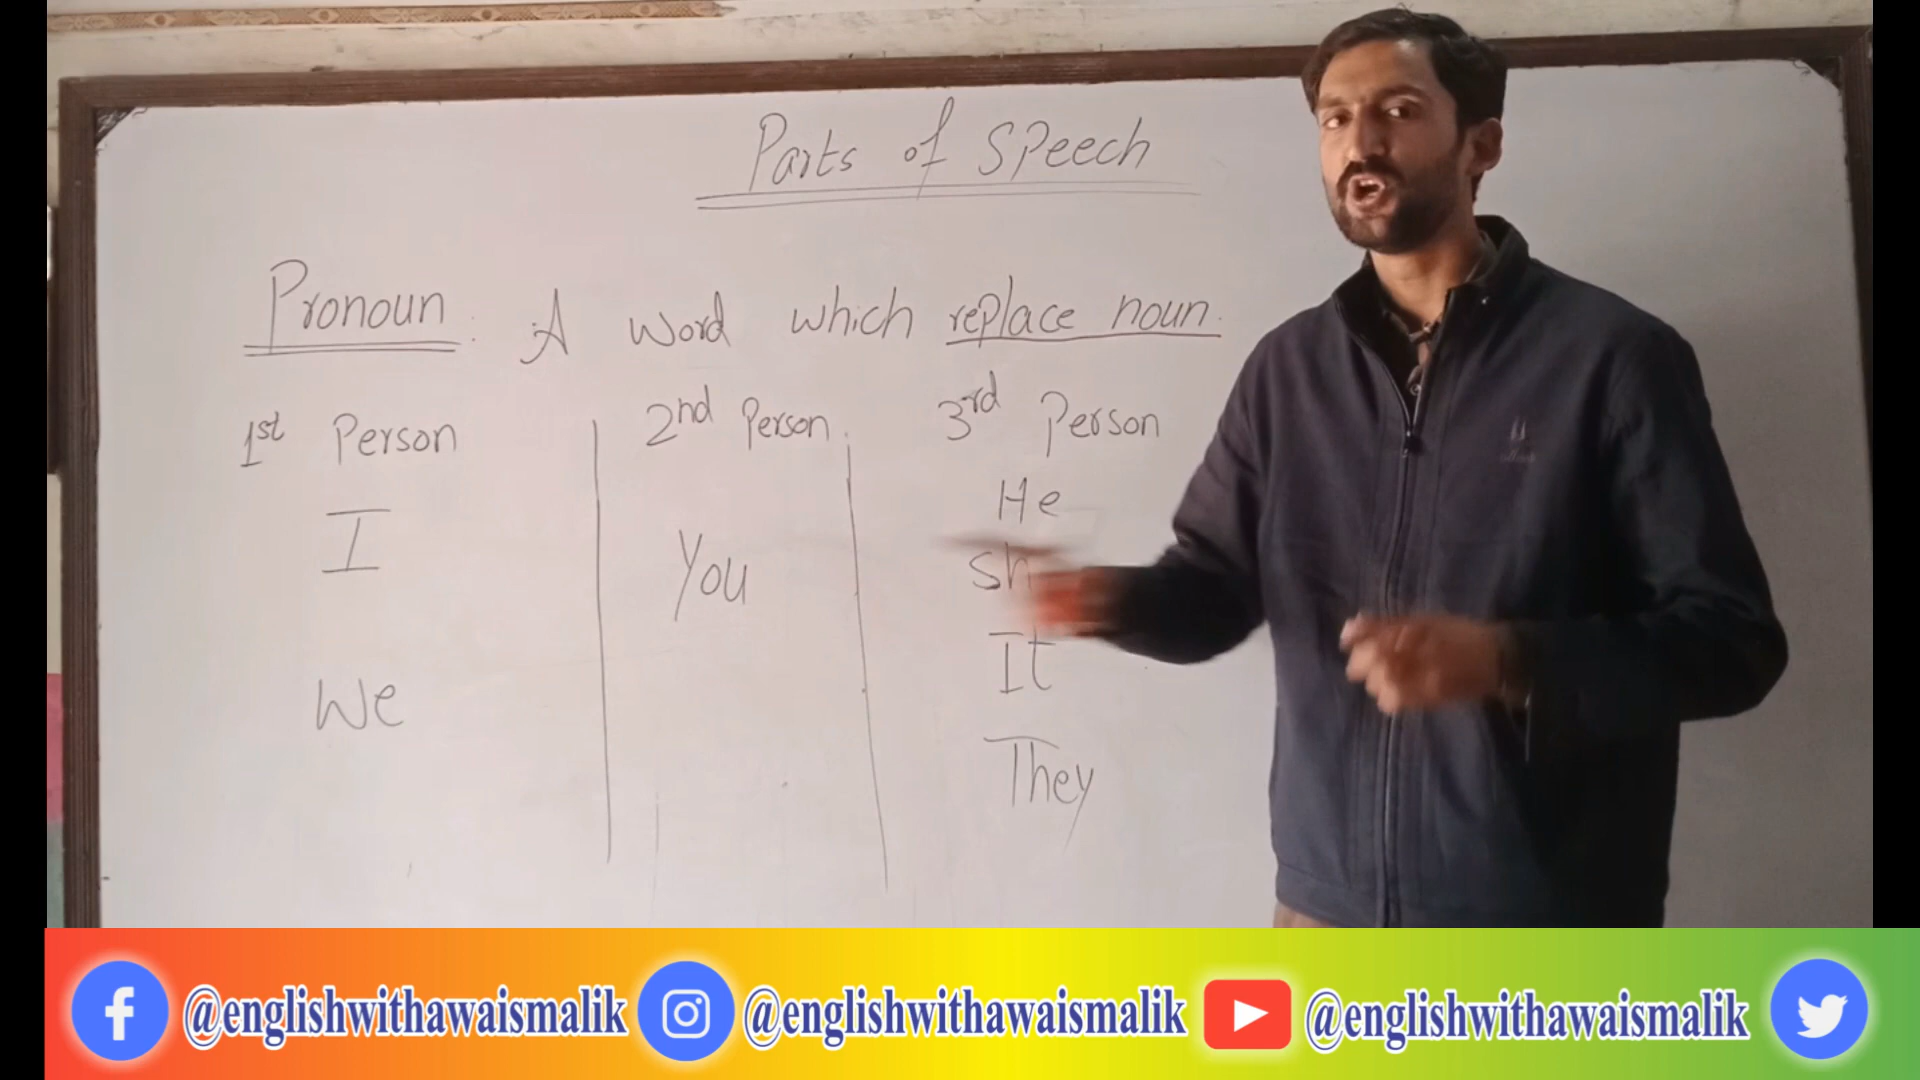 Parts of Speech
Pronoun: A word which replace noun.
1st Person 2nd Person 3rd Person
He
I You Sh
It
We They
@englishwithawaismalik @englishwithawaismalik @englishwithawaismalik